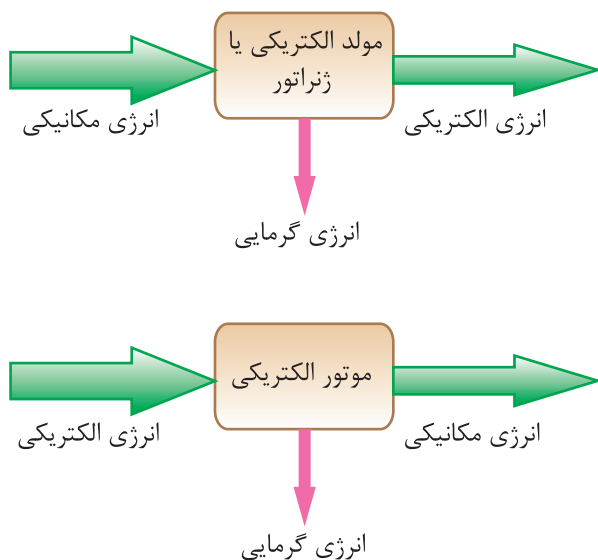 مولد الکتریکی یا
ژنراتور
انرژی مکانیکی
انرژی الکتریکی
انرژی گرمایی
موتور الکتریکی
انرژی الکتریکی
انرژی مکانیکی
انرژی گرمایی